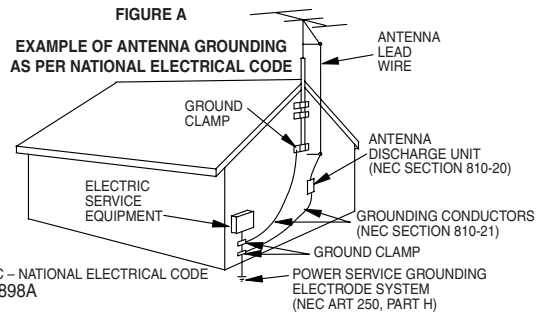 FIGURE A
EXAMPLE OF ANTENNA GROUNDING
AS PER NATIONAL ELECTRICAL CODE
ANTENNA
LEAD
WIRE
GROUND
CLAMP
ANTENNA
DISCHARGE UNIT
(NEC SECTION 810-20)
ELECTRIC
SERVICE
EQUIPMENT
GROUNDING CONDUCTORS
(NEC SECTION 810-21)
GROUND CLAMP
C – NATIONAL ELECTRICAL CODE
898A
POWER SERVICE GROUNDING
ELECTRODE SYSTEM
(NEC ART 250, PART H)